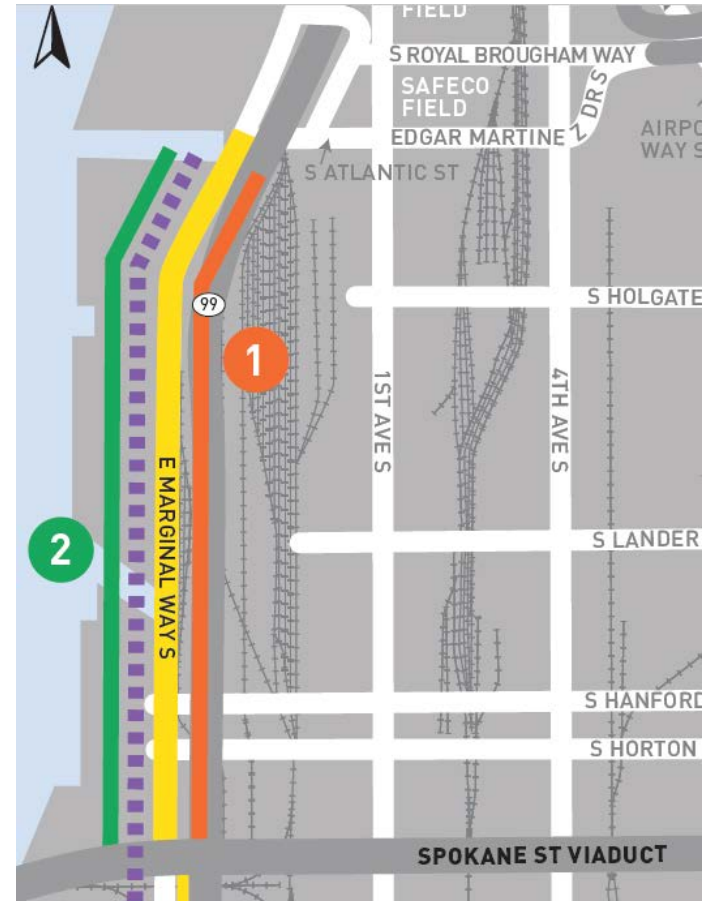 FIELD
S ROYAL BROUGHAM WAY
SAFECO
FIELD
EDGAR MARTINEZ DRS
AIRPO
WAY S
S ATLANTIC ST
99
S HOLGATE
1
1ST AVE S
4TH AVE S
E MARGINAL WAY S
2
S LANDER
S HANFORD
S HORTON
SPOKANE ST VIADUCT